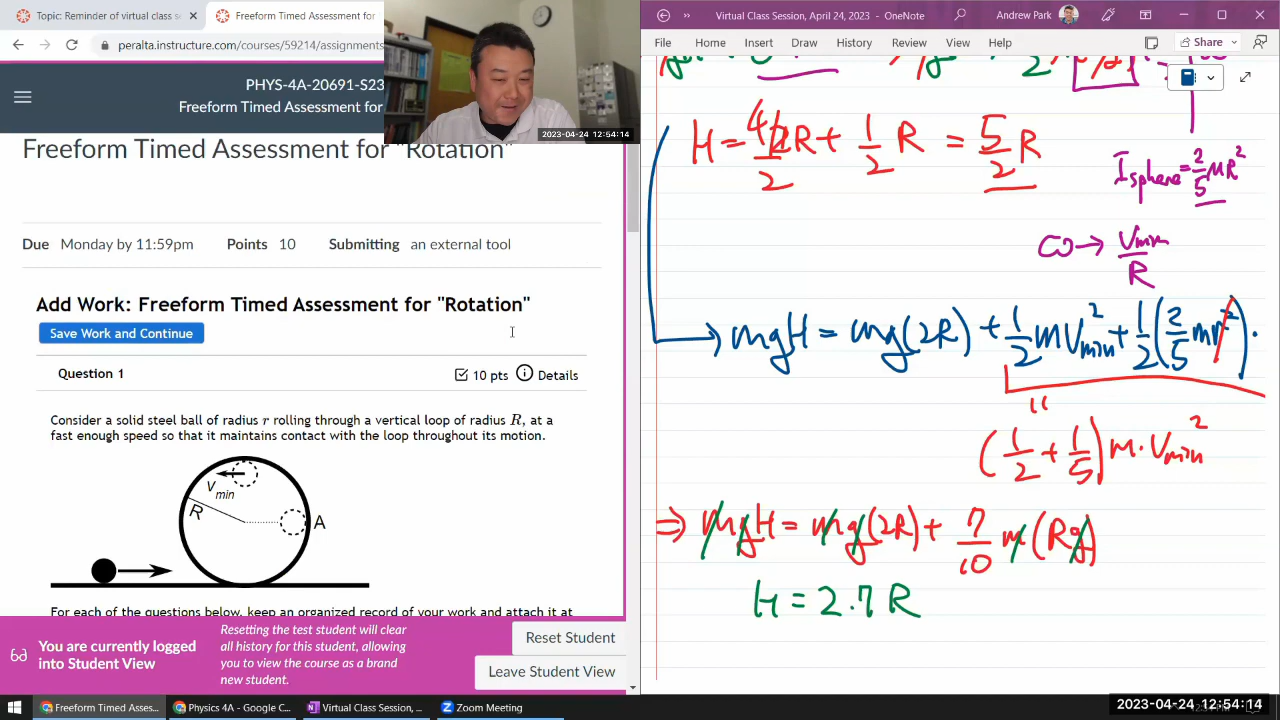 Topic: Reminder of virtual class s
Freeform Timed Assessment for
peralta.instructure.com/courses/59214/assignments
PHYS-4A-20691-S23
Freeform Timed Assessment for
2023-04-24 12:54:14
Freeform Timed Assessment for "Rotation"
Due Monday by 11:59pm Points 10 Submitting an external tool
Add Work: Freeform Timed Assessment for "Rotation"
Save Work and Continue
Question 1
10 pts Details
Consider a solid steel ball of radius r rolling through a vertical loop of radius R, at a
fast enough speed so that it maintains contact with the loop throughout its motion.
V min
R
A
For each of the questions below, keep an organized record of your work and attach it at
You are currently logged
into Student View
Resetting the test student will clear
all history for this student, allowing
you to view the course as a brand
new student.
Reset Student
Leave Student View
Virtual Class Session, April 24, 2023 - OneNote
Andrew Park
File Home Insert Draw History Review View Help
Share
H = 4/2 R + 1/2 R = 5/2 R
I sphere = 2/5 MR²
ω → Vmin/R
mgH = mg(2R) + 1/2 m Vmin² + 1/2 (2/5 mr²) ·
(1/2 + 1/5) m · Vmin²
⇒ mgH = mg(2R) + 7/10 m (Rg)
H = 2.7 R
Freeform Timed Asses...
Physics 4A - Google C...
Virtual Class Session, ...
Zoom Meeting
2023-04-24 12:54:14